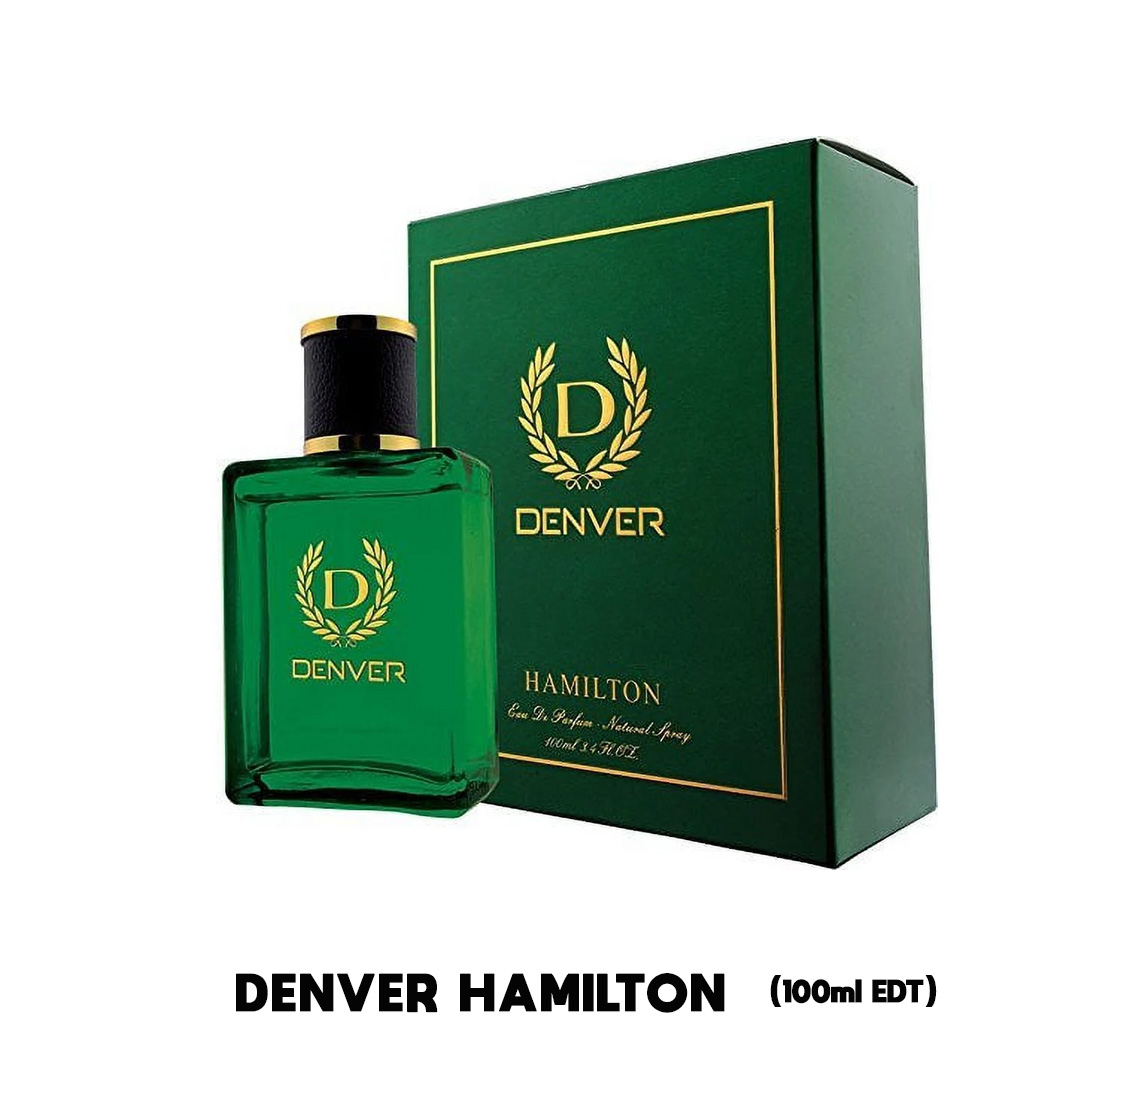 D
DENVER
HAMILTON
Eau De Parfum - Natural Spray
100ml 3.4 Fl.OZ.
D
DENVER
DENVER HAMILTON (100ml EDT)